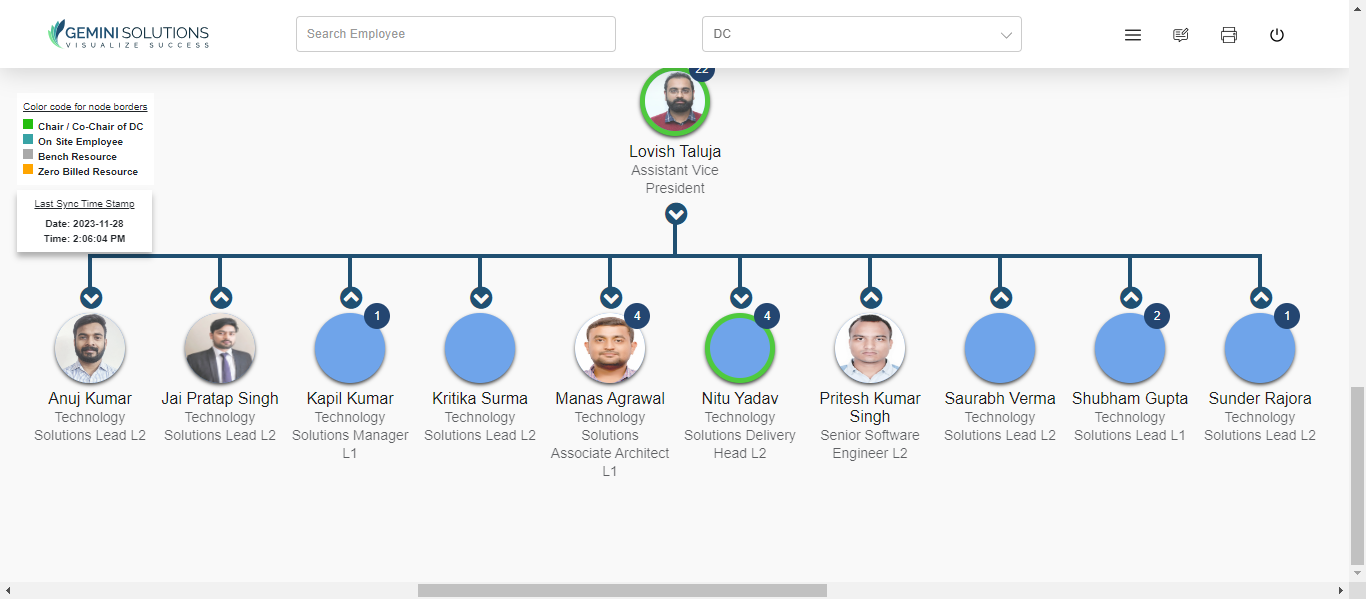 GEMINI SOLUTIONS
VISUALIZE SUCCESS
Search Employee
DC
22
Color code for node borders
Chair / Co-Chair of DC
On Site Employee
Bench Resource
Zero Billed Resource
Last Sync Time Stamp
Date: 2023-11-28
Time: 2:06:04 PM
Lovish Taluja
Assistant Vice
President
Anuj Kumar
Technology
Solutions Lead L2
Jai Pratap Singh
Technology
Solutions Lead L2
1
Kapil Kumar
Technology
Solutions Manager
L1
Kritika Surma
Technology
Solutions Lead L2
4
Manas Agrawal
Technology
Solutions
Associate Architect
L1
4
Nitu Yadav
Technology
Solutions Delivery
Head L2
Pritesh Kumar
Singh
Senior Software
Engineer L2
Saurabh Verma
Technology
Solutions Lead L2
2
Shubham Gupta
Technology
Solutions Lead L1
1
Sunder Rajora
Technology
Solutions Lead L2